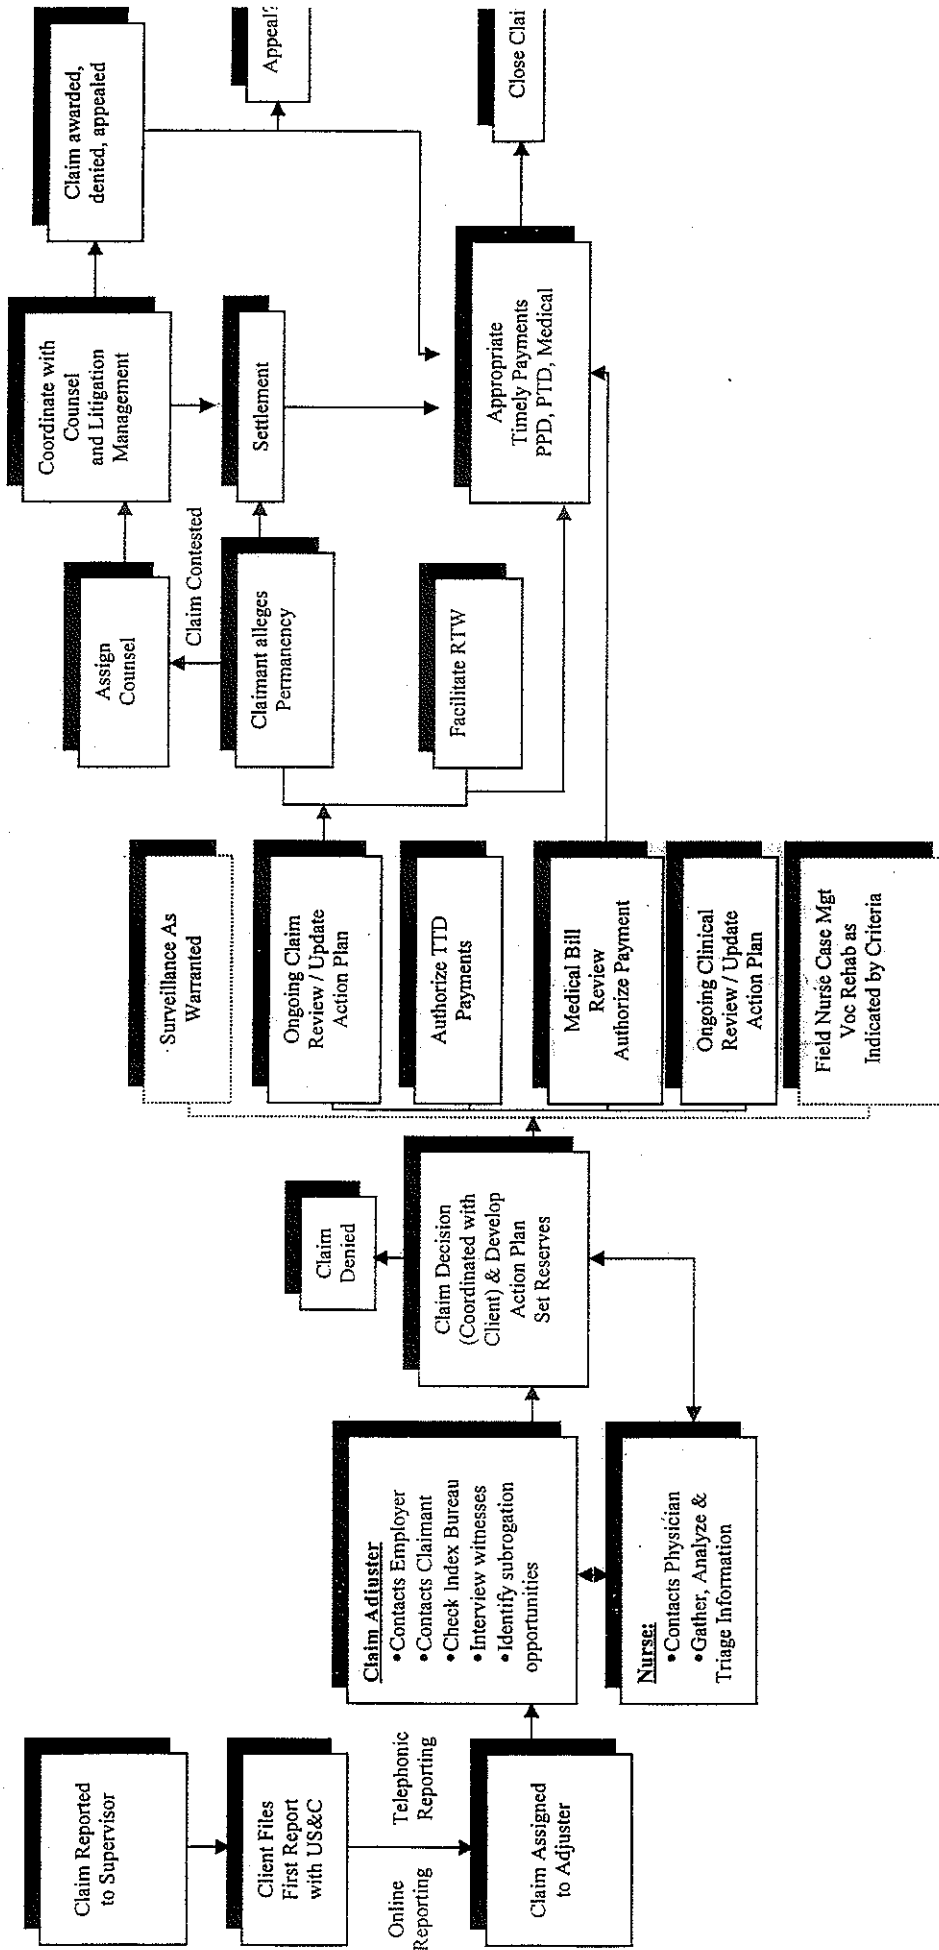 Claim Reported
to Supervisor
Client Files
First Report
with US&C
Online
Reporting
Telephonic
Reporting
Claim Assigned
to Adjuster
Claim Adjuster
•Contacts Employer
•Contacts Claimant
•Check Index Bureau
•Interview witnesses
•Identify subrogation
opportunities
Nurse:
•Contacts Physician
•Gather, Analyze &
Triage Information
Claim
Denied
Claim Decision
(Coordinated with
Client) & Develop
Action Plan
Set Reserves
Surveillance As
Warranted
Ongoing Claim
Review / Update
Action Plan
Authorize TTD
Payments
Medical Bill
Review
Authorize Payment
Ongoing Clinical
Review / Update
Action Plan
Field Nurse Case Mgt
Voc Rehab as
Indicated by Criteria
Assign
Counsel
Claim Contested
Claimant alleges
Permanency
Facilitate RTW
Coordinate with
Counsel
and Litigation
Management
Settlement
Appropriate
Timely Payments
PPD, PTD, Medical
Claim awarded,
denied, appealed
Appeal?
Close Clai